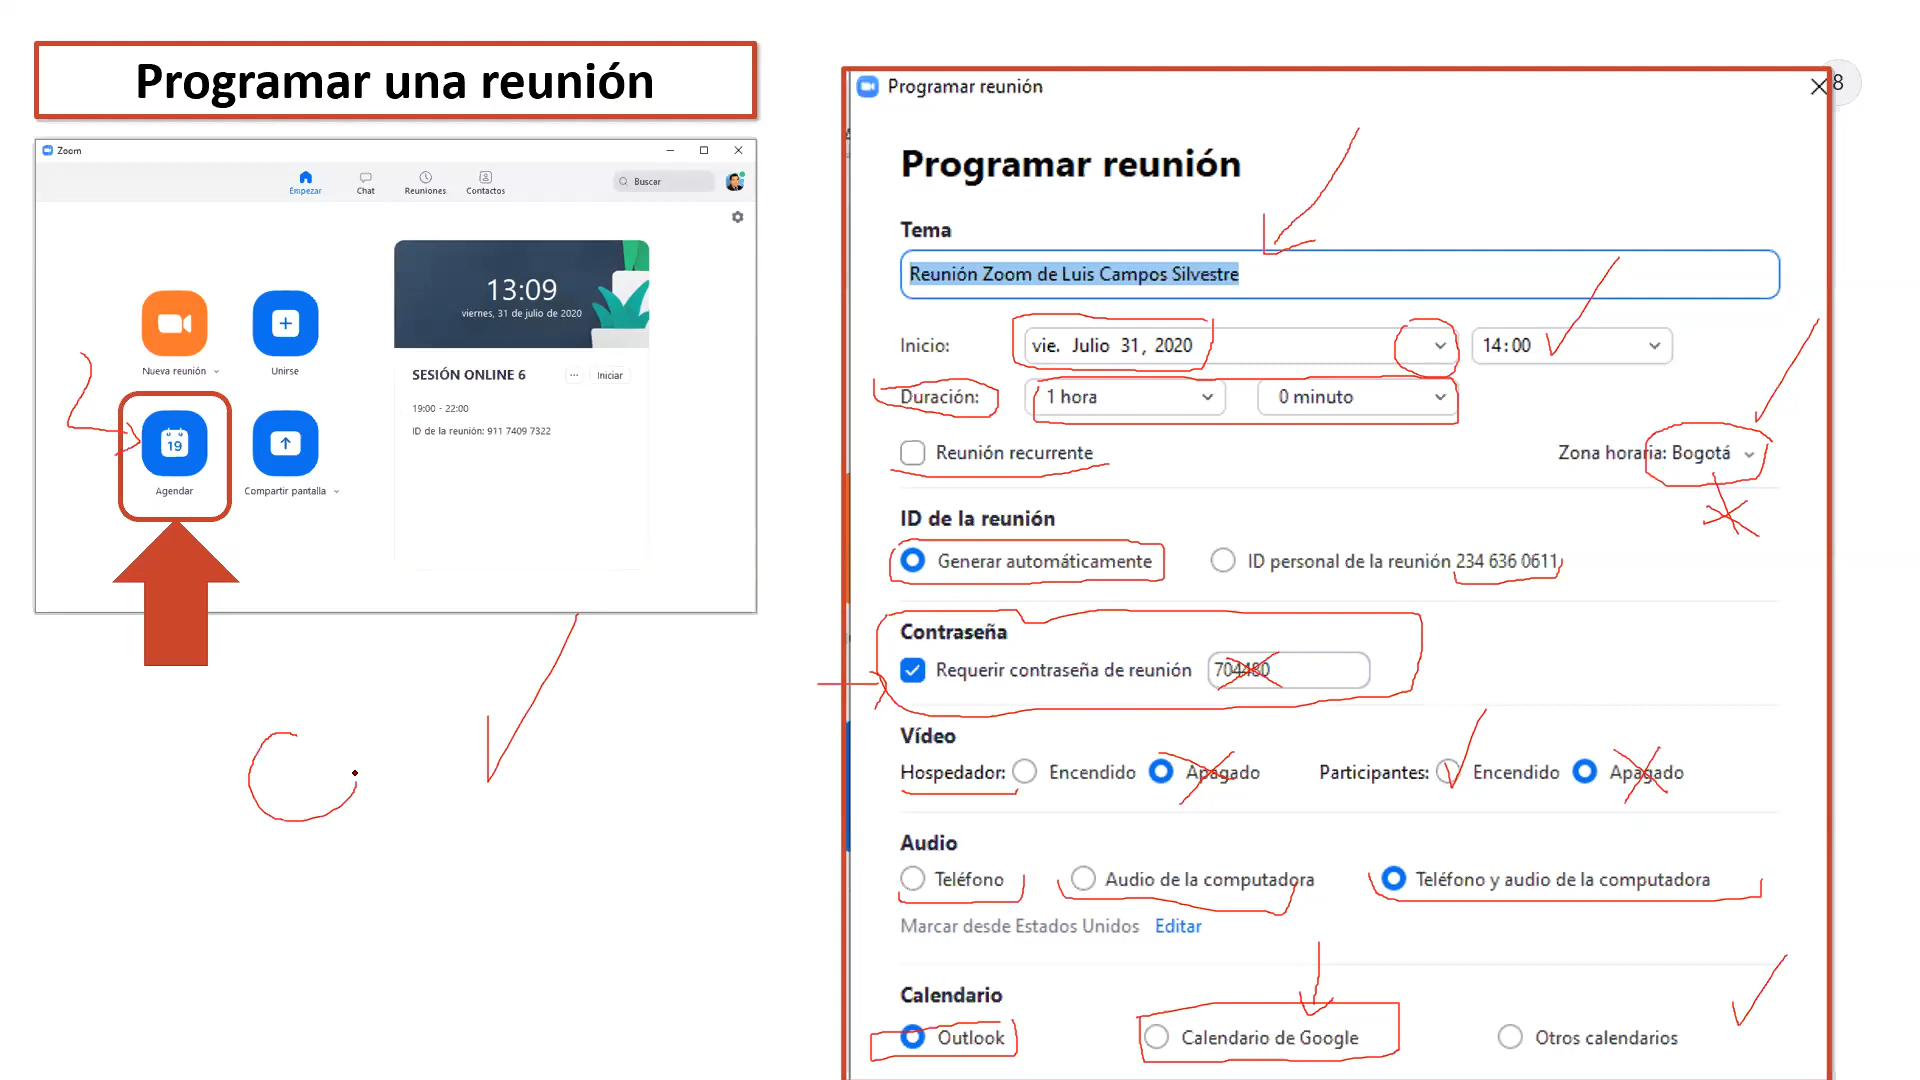 Programar una reunión
Zoom
Empezar
Chat
Reuniones
Contactos
Buscar
13:09
viernes, 31 de julio de 2020
Nueva reunión
Unirse
SESIÓN ONLINE 6
...
Iniciar
19:00 - 22:00
ID de la reunión: 911 7409 7322
19
Agendar
Compartir pantalla
8
Programar reunión
Programar reunión
Tema
Reunión Zoom de Luis Campos Silvestre
Inicio: vie. Julio 31, 2020 14:00
Duración: 1 hora 0 minuto
Reunión recurrente Zona horaria: Bogotá
ID de la reunión
Generar automáticamente ID personal de la reunión 234 636 0611
Contraseña
Requerir contraseña de reunión 704480
Vídeo
Hospedador: Encendido Apagado Participantes: Encendido Apagado
Audio
Teléfono Audio de la computadora Teléfono y audio de la computadora
Marcar desde Estados Unidos Editar
Calendario
Outlook Calendario de Google Otros calendarios